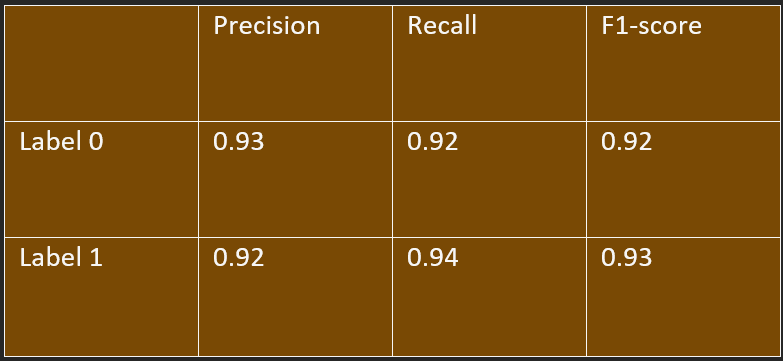 Precision Recall F1-score
Label 0 0.93 0.92 0.92
Label 1 0.92 0.94 0.93